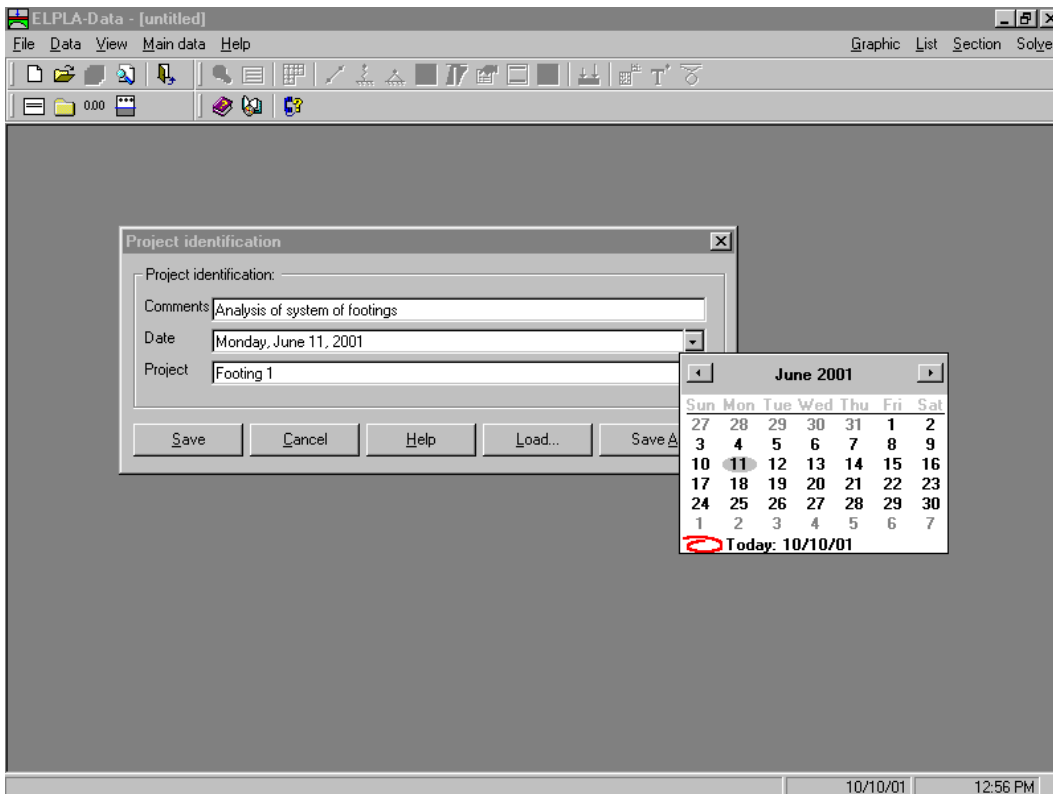 ELPLA-Data - [untitled]
File Data View Main data Help Graphic List Section Solve
0.00
Project identification
Project identification:
Comments Analysis of system of footings
Date Monday, June 11, 2001
Project Footing 1
Save Cancel Help Load... Save A
June 2001
Sun Mon Tue Wed Thu Fri Sat
27 28 29 30 31 1 2
3 4 5 6 7 8 9
10 11 12 13 14 15 16
17 18 19 20 21 22 23
24 25 26 27 28 29 30
1 2 3 4 5 6 7
Today: 10/10/01
10/10/01 12:56 PM